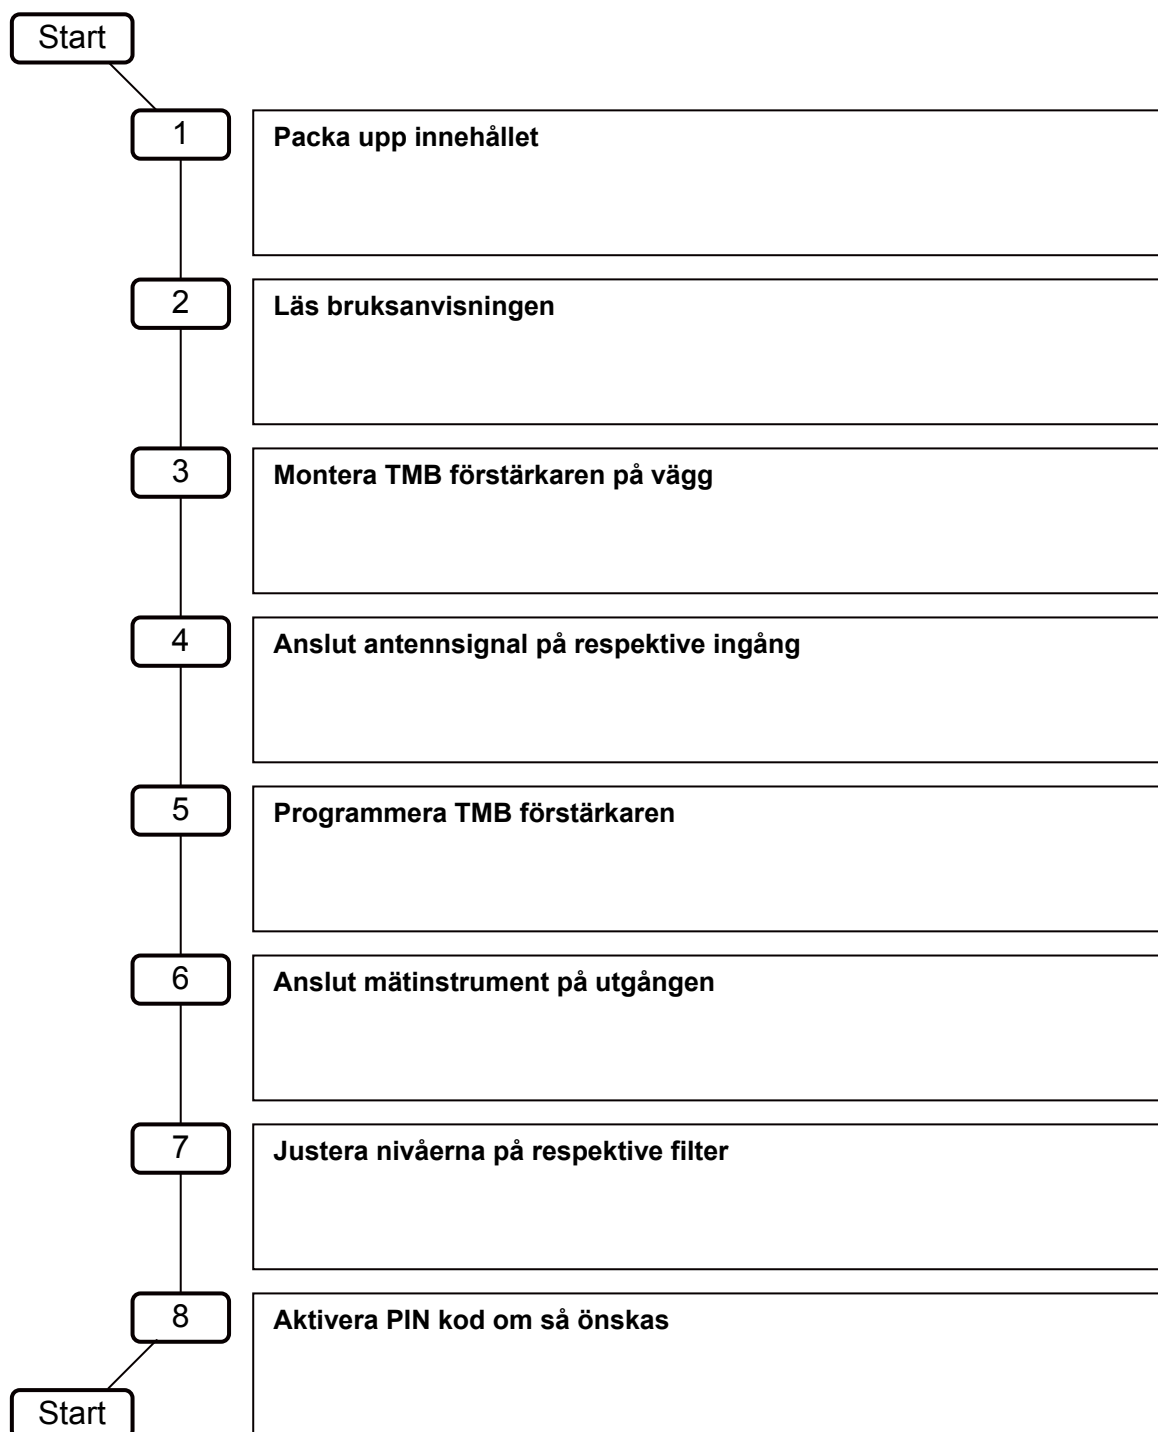 Start
1
Packa upp innehållet
2
Läs bruksanvisningen
3
Montera TMB förstärkaren på vägg
4
Anslut antennsignal på respektive ingång
5
Programmera TMB förstärkaren
6
Anslut mätinstrument på utgången
7
Justera nivåerna på respektive filter
8
Aktivera PIN kod om så önskas
Start